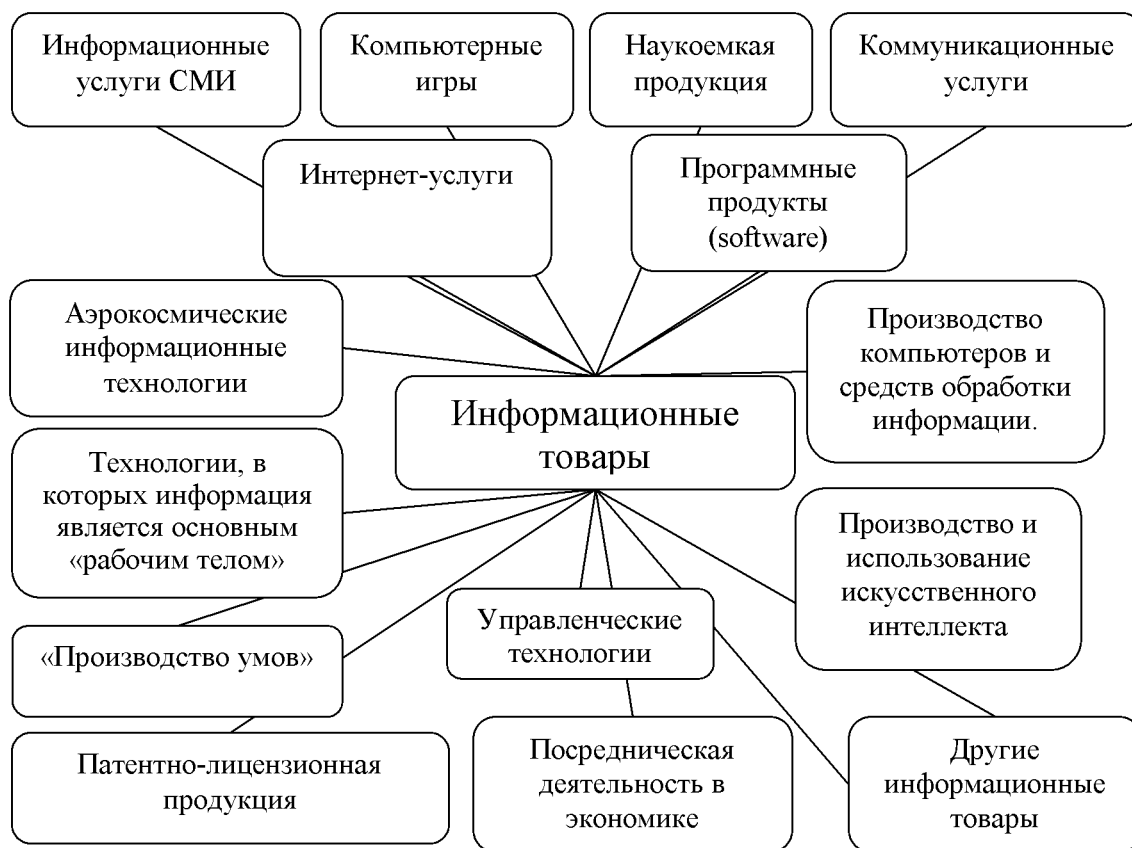 Информационные
услуги СМИ
Компьютерные
игры
Наукоемкая
продукция
Коммуникационные
услуги
Интернет-услуги
Программные
продукты
(software)
Аэрокосмические
информационные
технологии
Производство
компьютеров и
средств обработки
информации.
Информационные
товары
Технологии, в
которых информация
является основным
«рабочим телом»
Производство и
использование
искусственного
интеллекта
Управленческие
технологии
«Производство умов»
Патентно-лицензионная
продукция
Посредническая
деятельность в
экономике
Другие
информационные
товары